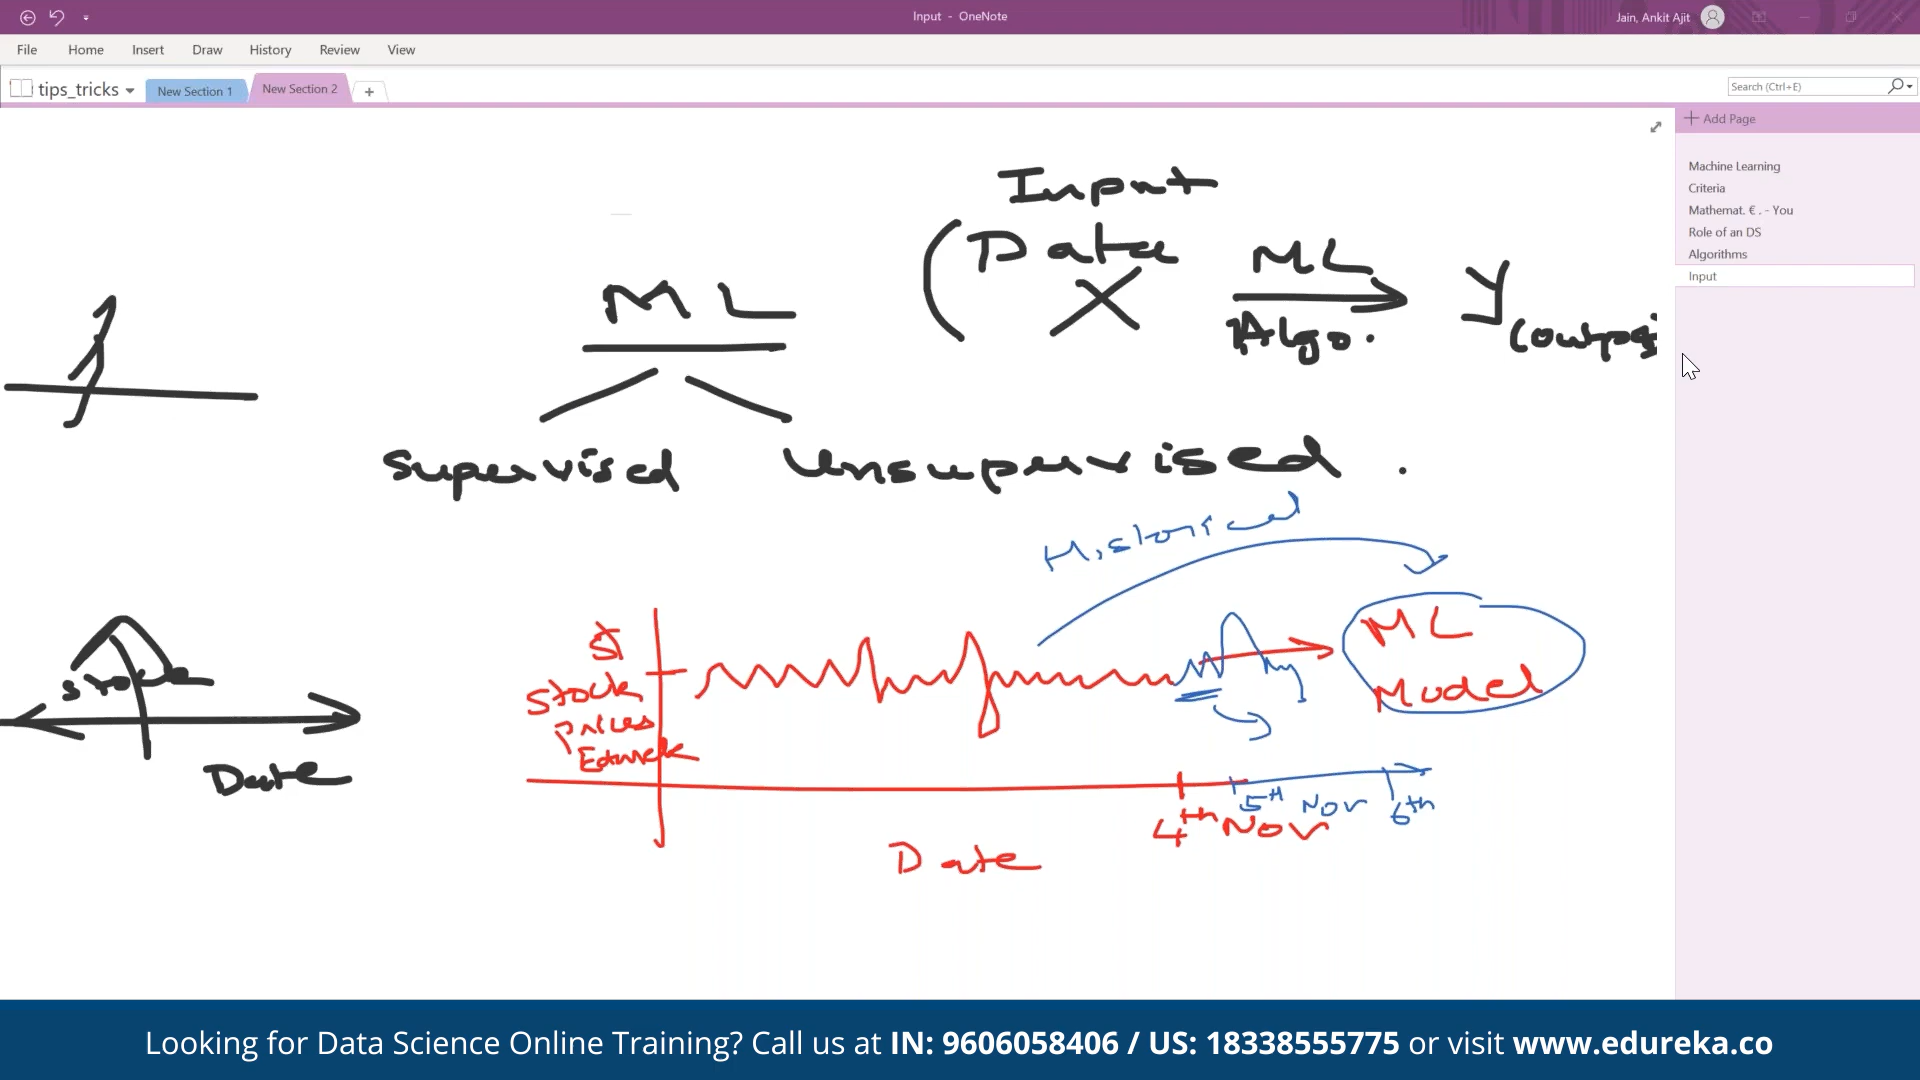 Input - OneNote
Jain, Ankit Ajit
File Home Insert Draw History Review View
tips_tricks New Section 1 New Section 2 +
Search (Ctrl+E)
Add Page
Machine Learning
Criteria
Mathemat. € . - You
Role of an DS
Algorithms
Input
Input
(Data
X
ML
Algo.
Y
ML
Supervised Unsupervised .
Historical
$
Stock
prices
ML
Model
Date
4th Nov
5th Nov 6th
Date
Looking for Data Science Online Training? Call us at IN: 9606058406 / US: 18338555775 or visit www.edureka.co